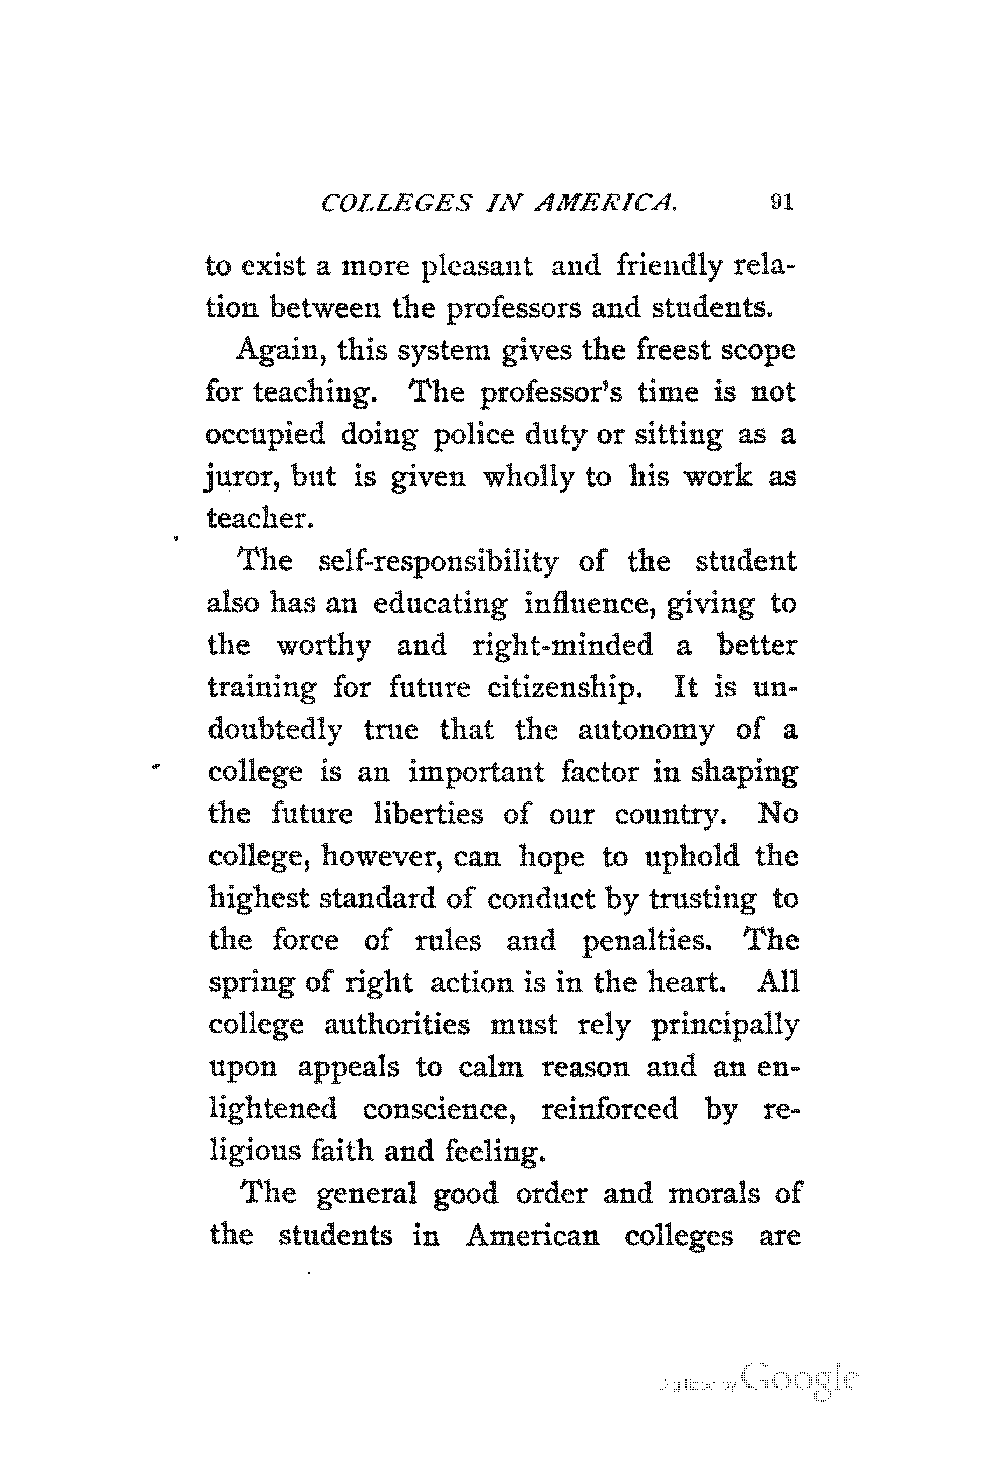 COLLEGES IN AMERICA. 91
to exist a more pleasant and friendly rela-
tion between the professors and students.
Again, this system gives the freest scope
for teaching. The professor's time is not
occupied doing police duty or sitting as a
juror, but is given wholly to his work as
teacher.
The self-responsibility of the student
also has an educating influence, giving to
the worthy and right-minded a better
training for future citizenship. It is un-
doubtedly true that the autonomy of a
college is an important factor in shaping
the future liberties of our country. No
college, however, can hope to uphold the
highest standard of conduct by trusting to
the force of rules and penalties. The
spring of right action is in the heart. All
college authorities must rely principally
upon appeals to calm reason and an en-
lightened conscience, reinforced by re-
ligious faith and feeling.
The general good order and morals of
the students in American colleges are
Digitized by Google